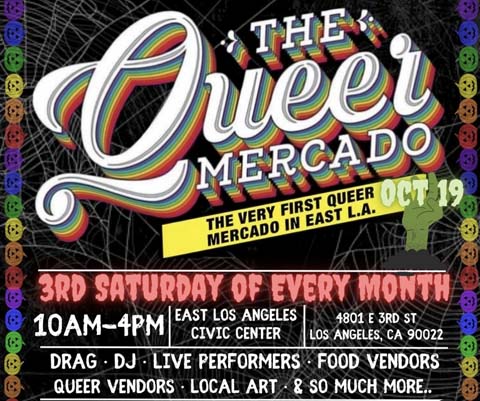 THE
Queer
MERCADO
OCT 19
THE VERY FIRST QUEER
MERCADO IN EAST L.A.
3RD SATURDAY OF EVERY MONTH
10AM-4PM
EAST LOS ANGELES
CIVIC CENTER
4801 E 3RD ST
LOS ANGELES, CA 90022
DRAG · DJ · LIVE PERFORMERS · FOOD VENDORS
QUEER VENDORS · LOCAL ART · & SO MUCH MORE..